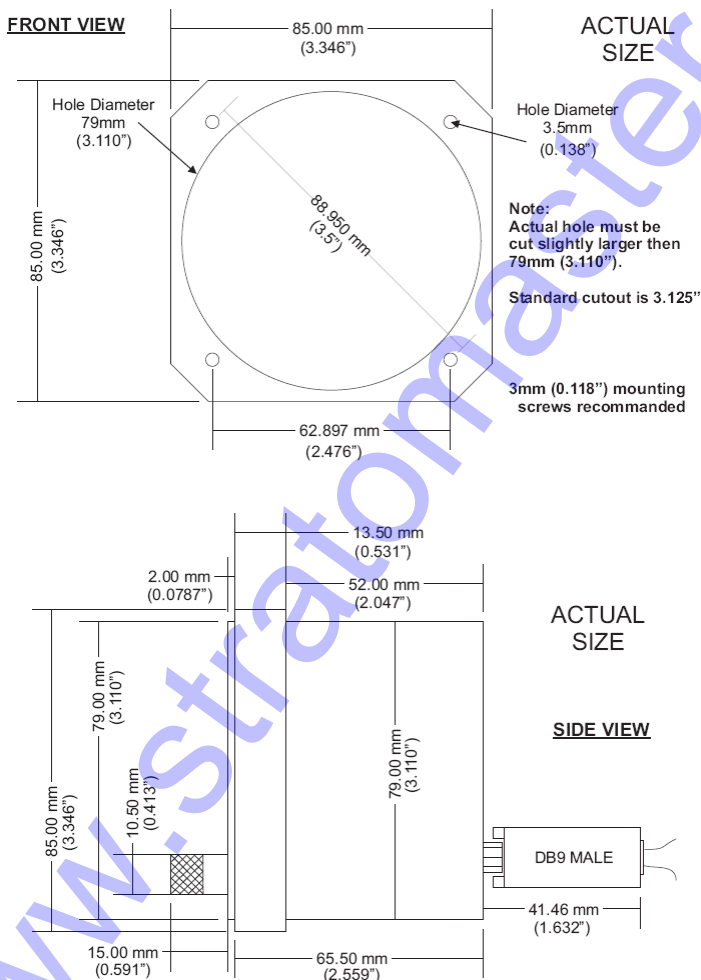 FRONT VIEW
85.00 mm
(3.346”)
ACTUAL
SIZE
Hole Diameter
79mm
(3.110”)
Hole Diameter
3.5mm
(0.138”)
88.950 mm
(3.5”)
85.00 mm
(3.346”)
Note:
Actual hole must be
cut slightly larger then
79mm (3.110”).
Standard cutout is 3.125”
3mm (0.118”) mounting
screws recommanded
62.897 mm
(2.476”)
13.50 mm
(0.531”)
2.00 mm
(0.0787”)
52.00 mm
(2.047”)
ACTUAL
SIZE
SIDE VIEW
79.00 mm
(3.110”)
79.00 mm
(3.110”)
10.50 mm
(0.413”)
85.00 mm
(3.346”)
DB9 MALE
41.46 mm
(1.632”)
15.00 mm
(0.591”)
65.50 mm
(2.559”)
www.stratomaster